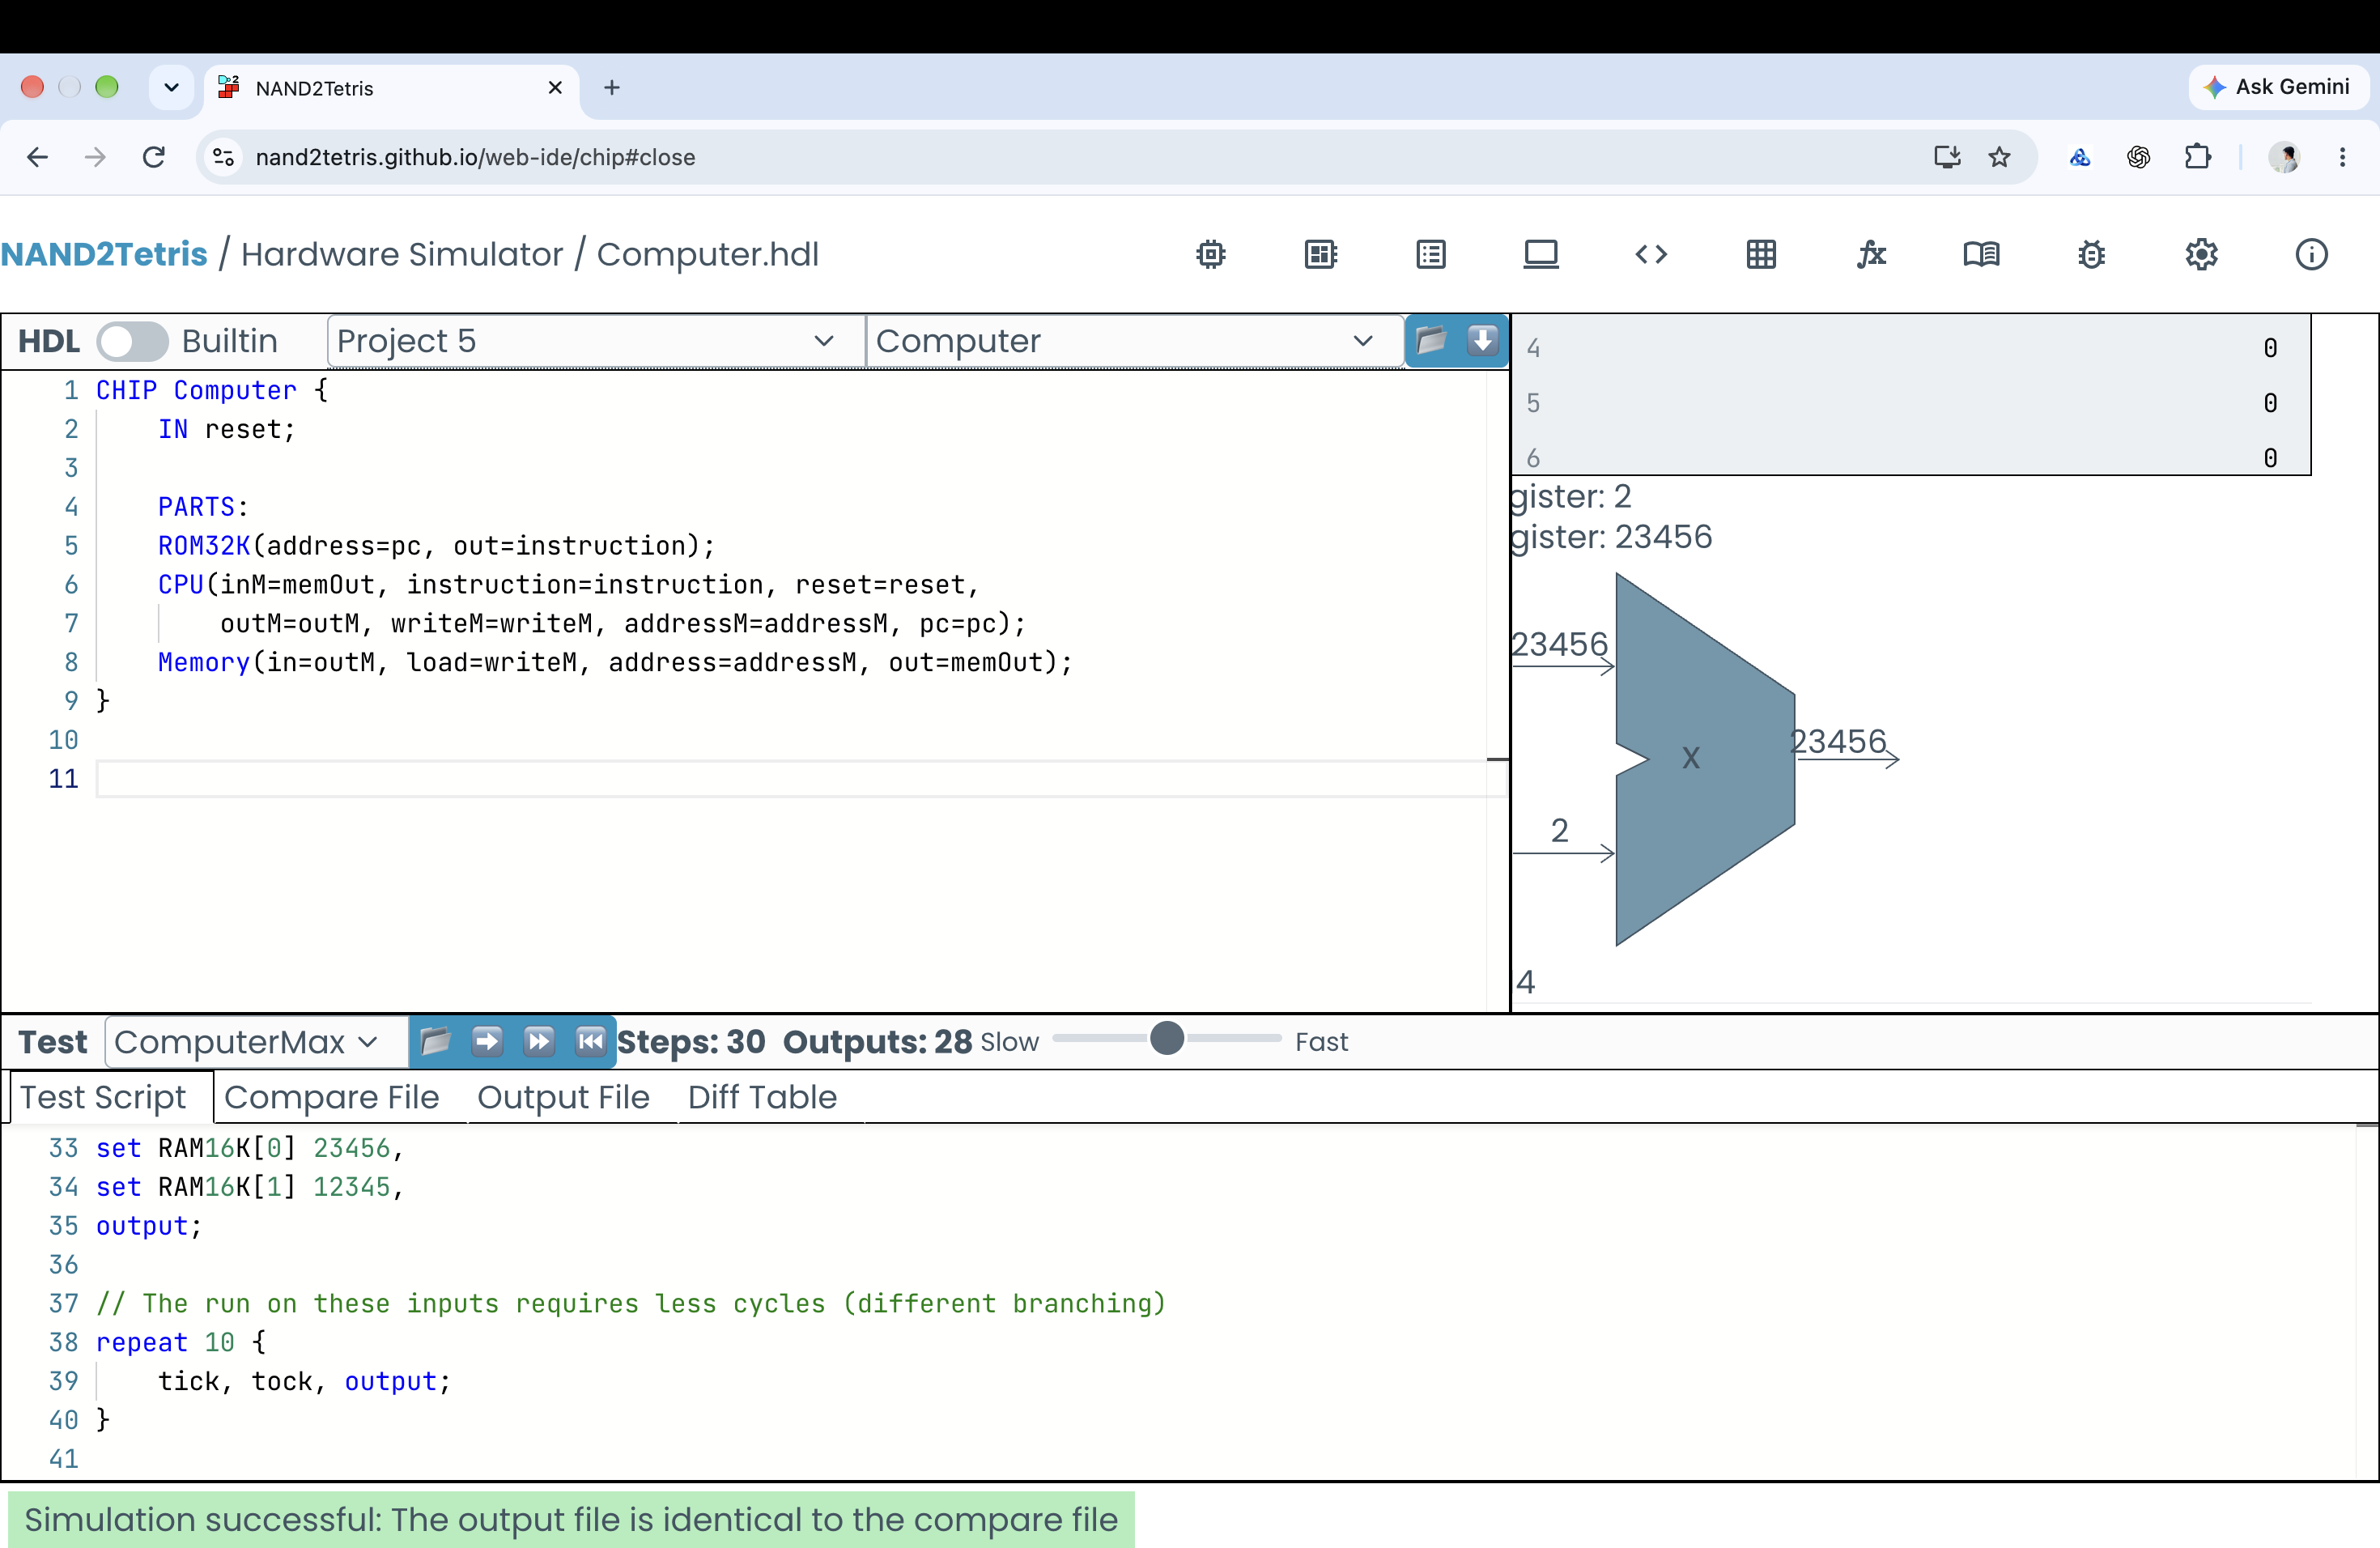 NAND2Tetris
Ask Gemini
nand2tetris.github.io/web-ide/chip#close
NAND2Tetris / Hardware Simulator / Computer.hdl
HDL Builtin Project 5 Computer
1 CHIP Computer {
2 IN reset;
3
4 PARTS:
5 ROM32K(address=pc, out=instruction);
6 CPU(inM=memOut, instruction=instruction, reset=reset,
7 outM=outM, writeM=writeM, addressM=addressM, pc=pc);
8 Memory(in=outM, load=writeM, address=addressM, out=memOut);
9 }
10
11
4 0
5 0
6 0
gister: 2
gister: 23456
23456
X
23456
2
4
Test ComputerMax Steps: 30 Outputs: 28 Slow Fast
Test Script Compare File Output File Diff Table
33 set RAM16K[0] 23456,
34 set RAM16K[1] 12345,
35 output;
36
37 // The run on these inputs requires less cycles (different branching)
38 repeat 10 {
39 tick, tock, output;
40 }
41
Simulation successful: The output file is identical to the compare file